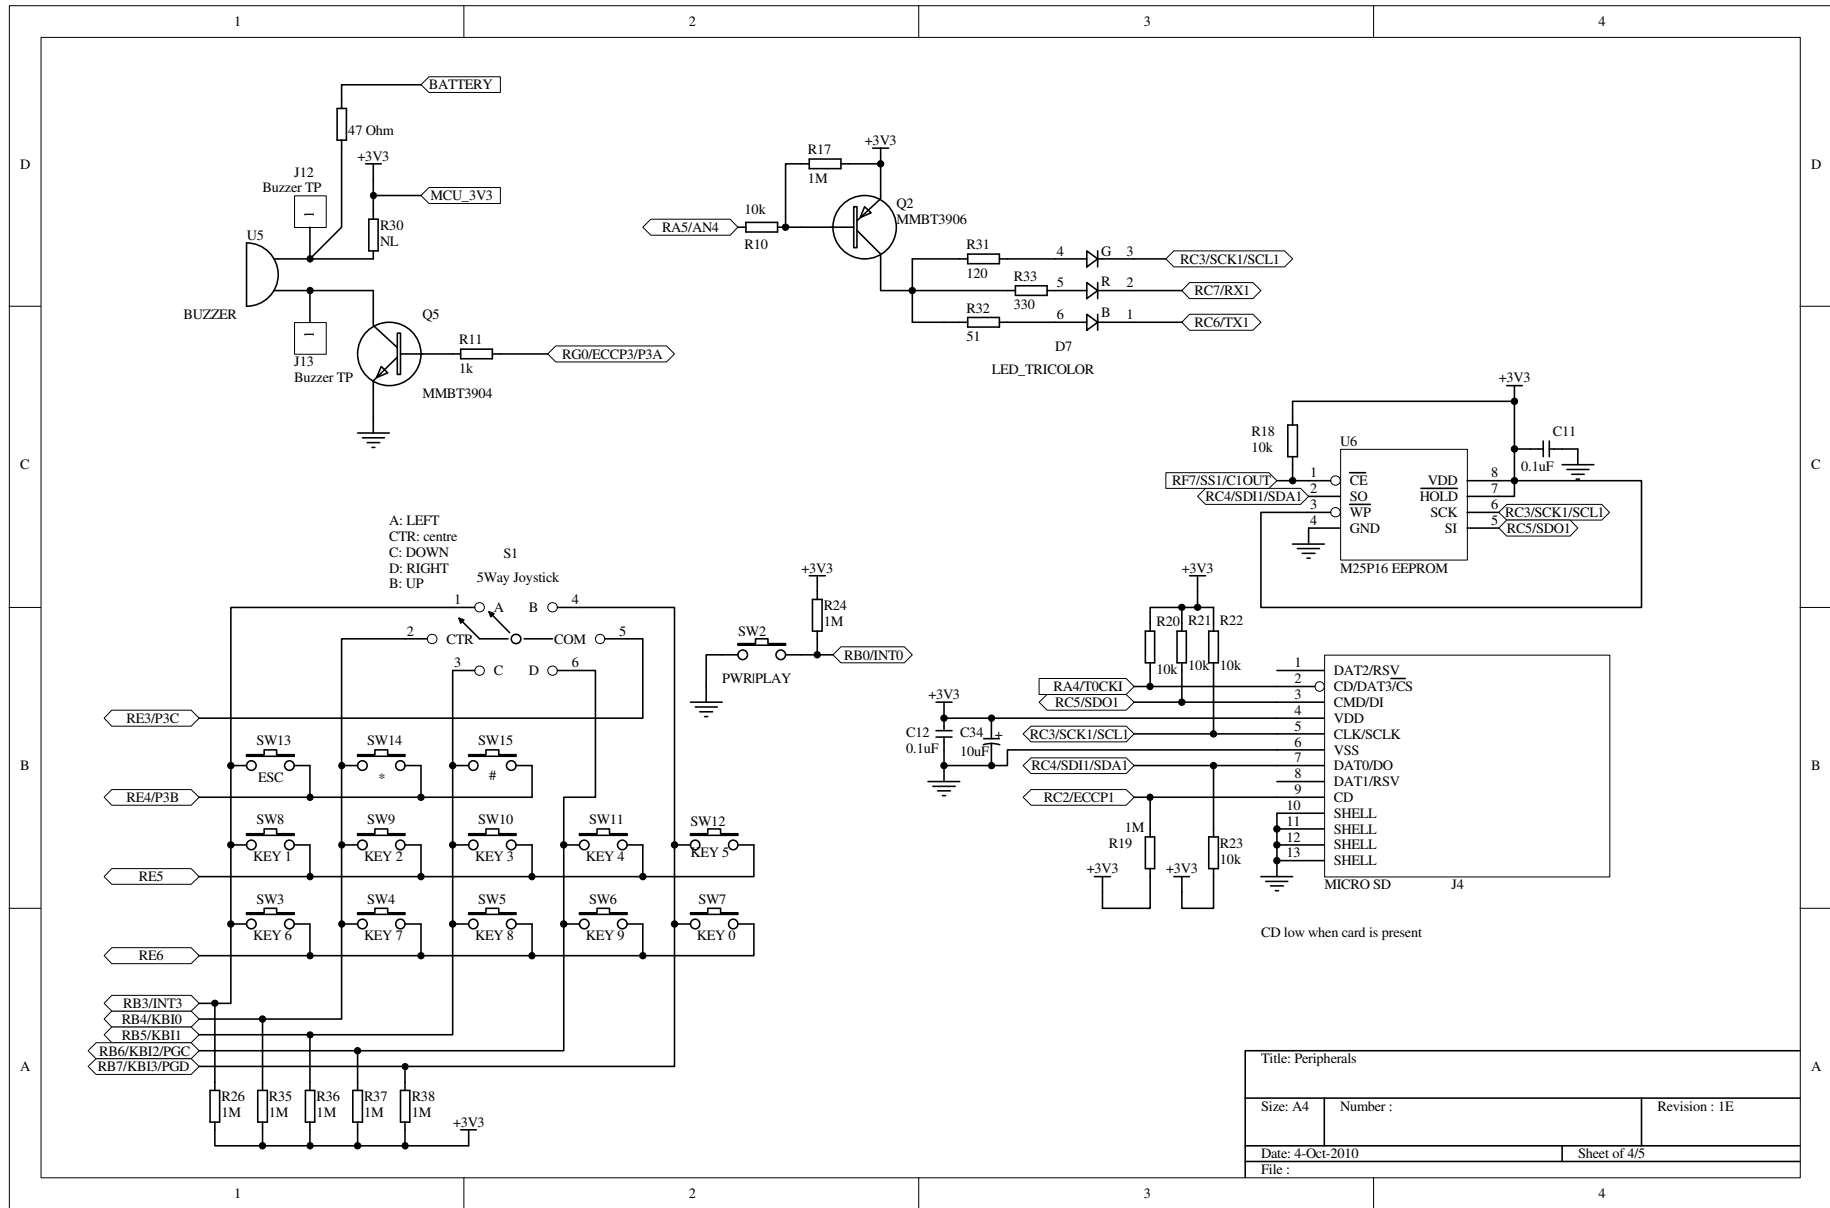 1 2 3 4
D D
C C
B B
A A
BATTERY
47 Ohm
+3V3
J12
Buzzer TP
1
MCU_3V3
R30
NL
U5
BUZZER
1
J13
Buzzer TP
Q5
MMBT3904
R11
1k
RG0/ECCP3/P3A
+3V3
R17
1M
Q2
MMBT3906
10k
R10
RA5/AN4
R31
120
4 G 3
RC3/SCK1/SCL1
R33
330
5 R 2
RC7/RX1
R32
51
6 B 1
RC6/TX1
D7
LED_TRICOLOR
+3V3
R18
10k
U6
C11
0.1uF
RF7/SS1/C1OUT 1 CE VDD 8
RC4/SDI1/SDA1 2 SO HOLD 7
3 WP SCK 6 RC3/SCK1/SCL1
4 GND SI 5 RC5/SDO1
M25P16 EEPROM
A: LEFT
CTR: centre
C: DOWN
D: RIGHT
B: UP
S1
5Way Joystick
1 A B 4
2 CTR COM 5
3 C D 6
+3V3
R24
1M
SW2
PWR|PLAY
RB0/INT0
RE3/P3C
SW13 SW14 SW15
ESC * #
RE4/P3B
SW8 SW9 SW10 SW11 SW12
KEY 1 KEY 2 KEY 3 KEY 4 KEY 5
RE5
SW3 SW4 SW5 SW6 SW7
KEY 6 KEY 7 KEY 8 KEY 9 KEY 0
RE6
RB3/INT3
RB4/KBI0
RB5/KBI1
RB6/KBI2/PGC
RB7/KBI3/PGD
R26 R35 R36 R37 R38
1M 1M 1M 1M 1M
+3V3
+3V3
R20 R21 R22
10k 10k 10k
RA4/T0CKI
RC5/SDO1
+3V3
C12
0.1uF
C34
+
10uF
RC3/SCK1/SCL1
RC4/SDI1/SDA1
RC2/ECCP1
1 DAT2/RSV
2 CD/DAT3/CS
3 CMD/DI
4 VDD
5 CLK/SCLK
6 VSS
7 DAT0/DO
8 DAT1/RSV
9 CD
10 SHELL
11 SHELL
12 SHELL
13 SHELL
MICRO SD J4
1M
R19
R23
10k
+3V3 +3V3
CD low when card is present
Title: Peripherals
Size: A4 Number : Revision : 1E
Date: 4-Oct-2010 Sheet of 4/5
File :
1 2 3 4